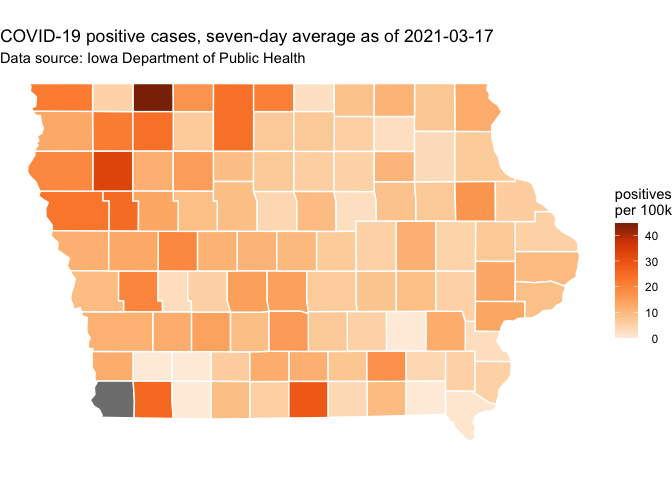 COVID-19 positive cases, seven-day average as of 2021-03-17
Data source: Iowa Department of Public Health
positives
per 100k
40
30
20
10
0